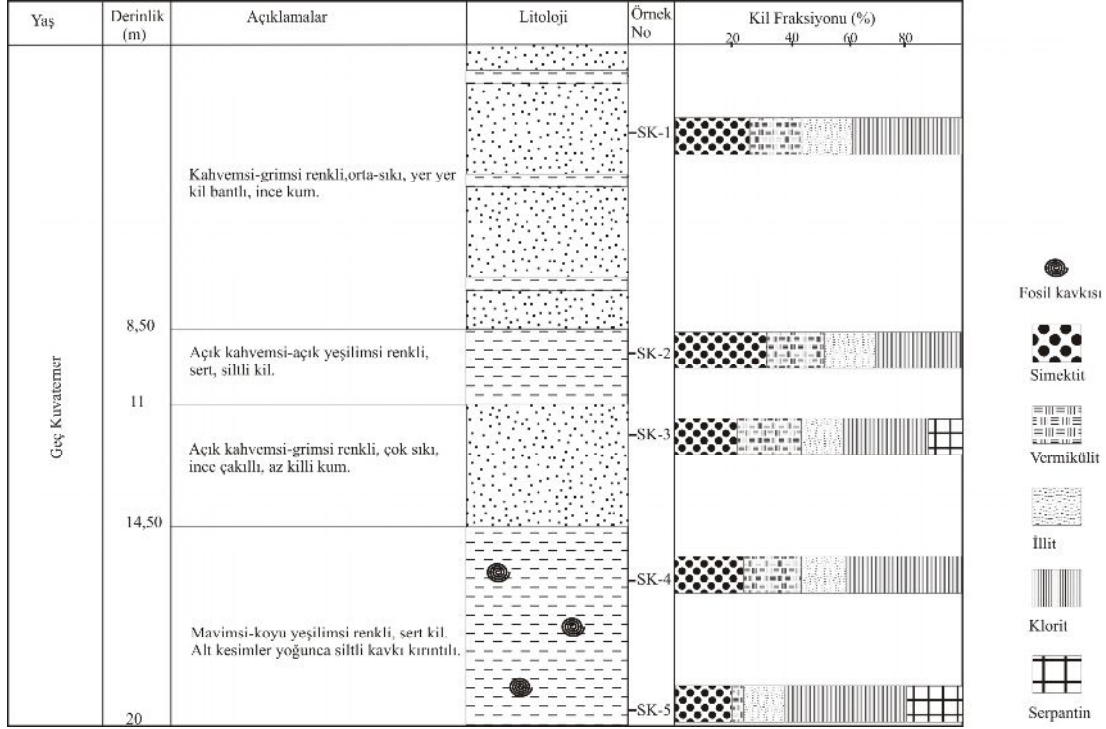 Yaş
Derinlik
(m)
Açıklamalar
Litoloji
Örnek
No
Kil Fraksiyonu (%)
20 40 60 80
Geç Kuvaterner
Kahvemsi-grimsi renkli,orta-sıkı, yer yer
kil bantlı, ince kum.
SK-1
8,50
Açık kahvemsi-açık yeşilimsi renkli,
sert, siltli kil.
SK-2
11
Açık kahvemsi-grimsi renkli, çok sıkı,
ince çakıllı, az killi kum.
SK-3
14,50
Mavimsi-koyu yeşilimsi renkli, sert kil.
Alt kesimler yoğunca siltli kavkı kırıntılı.
SK-4
SK-5
20
Fosil kavkısı
Simektit
Vermikülit
İllit
Klorit
Serpantin